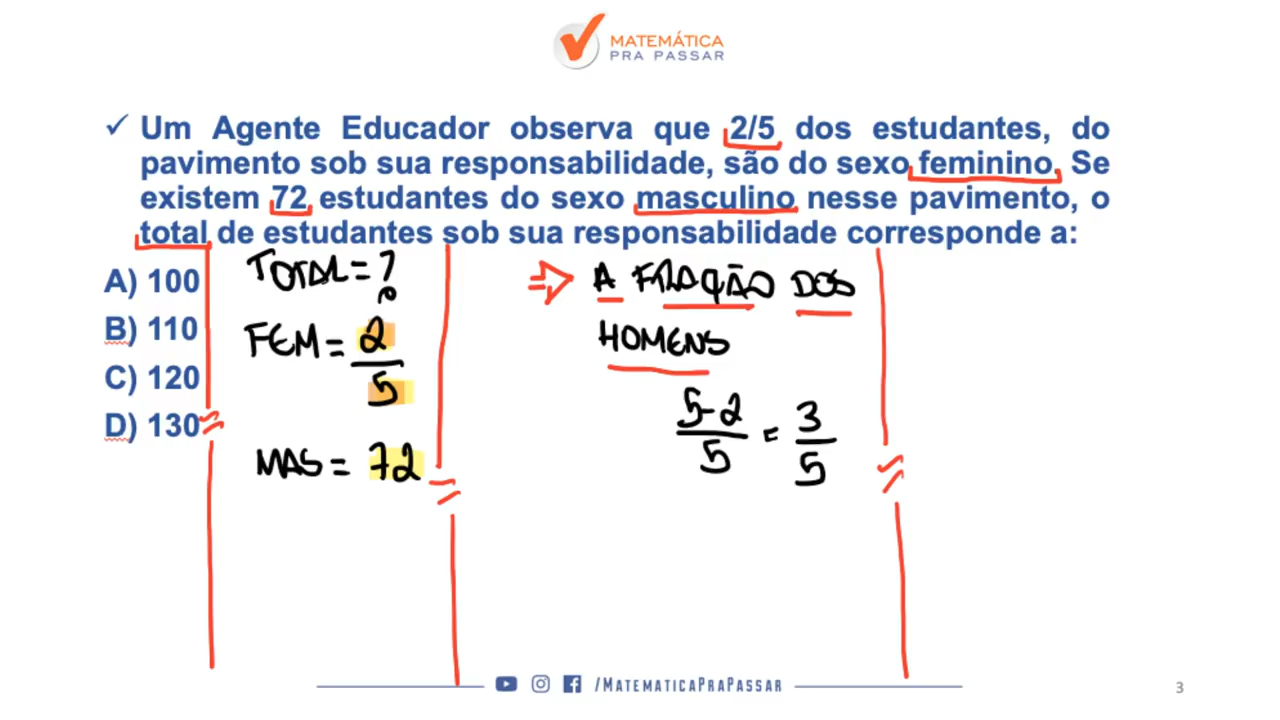 MATEMÁTICA
PRA PASSAR
✓ Um Agente Educador observa que 2/5 dos estudantes, do
pavimento sob sua responsabilidade, são do sexo feminino. Se
existem 72 estudantes do sexo masculino nesse pavimento, o
total de estudantes sob sua responsabilidade corresponde a:
A) 100
B) 110
C) 120
D) 130
TOTAL = ?
FEM = 2/5
MAS = 72
⇒ A FRAÇÃO DOS
HOMENS
5-2/5 = 3/5
/MATEMATICAPRAPASSAR
3